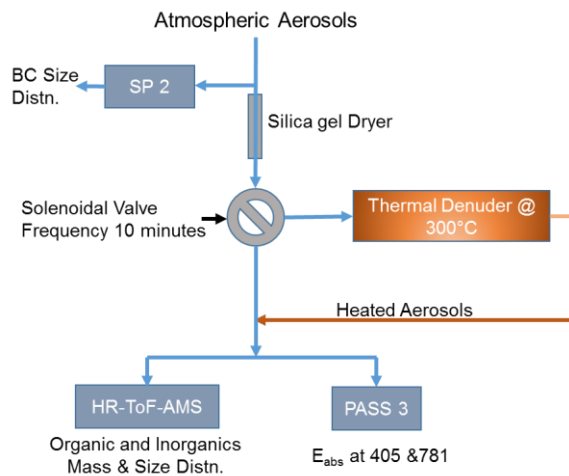 Atmospheric Aerosols
BC Size
Distn.
SP 2
Silica gel Dryer
Solenoidal Valve
Frequency 10 minutes
Thermal Denuder @
300°C
Heated Aerosols
HR-ToF-AMS
PASS 3
Organic and Inorganics
Mass & Size Distn.
Eabs at 405 &781